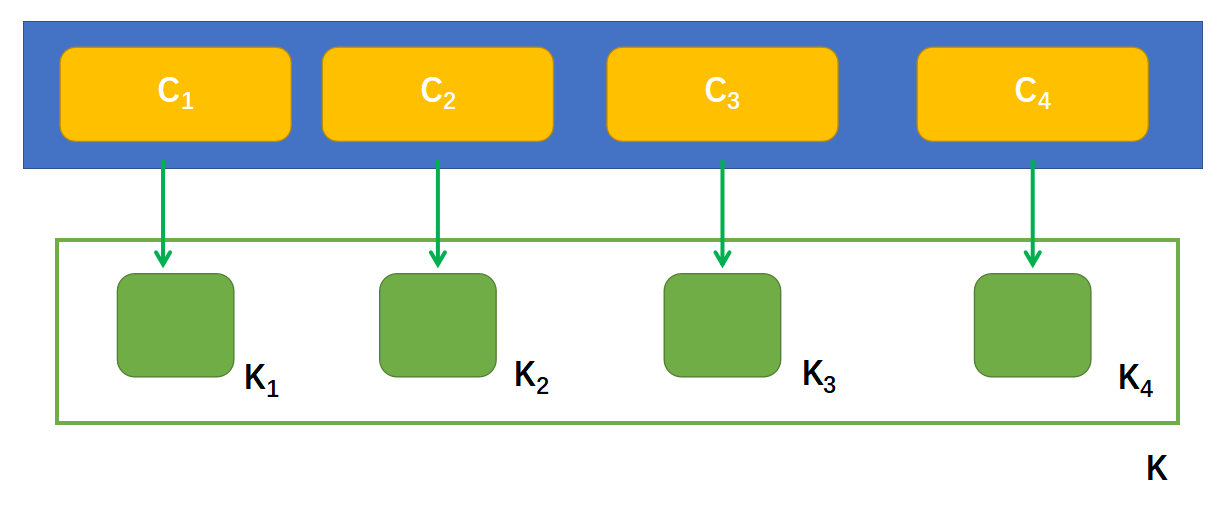 C₁ C₂ C₃ C₄
K₁ K₂ K₃ K₄
K